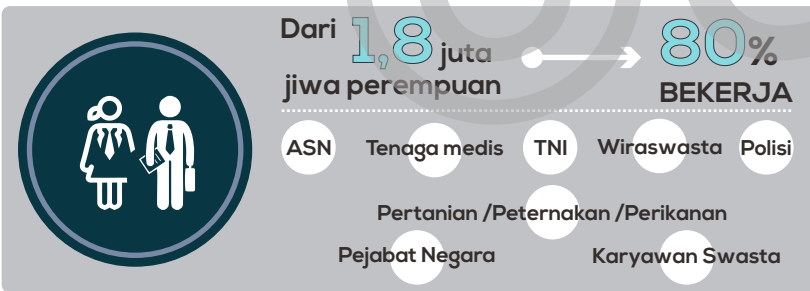 Dari 1,8 juta
jiwa perempuan
80%
BEKERJA
ASN Tenaga medis TNI Wiraswasta Polisi
Pertanian /Peternakan /Perikanan
Pejabat Negara Karyawan Swasta